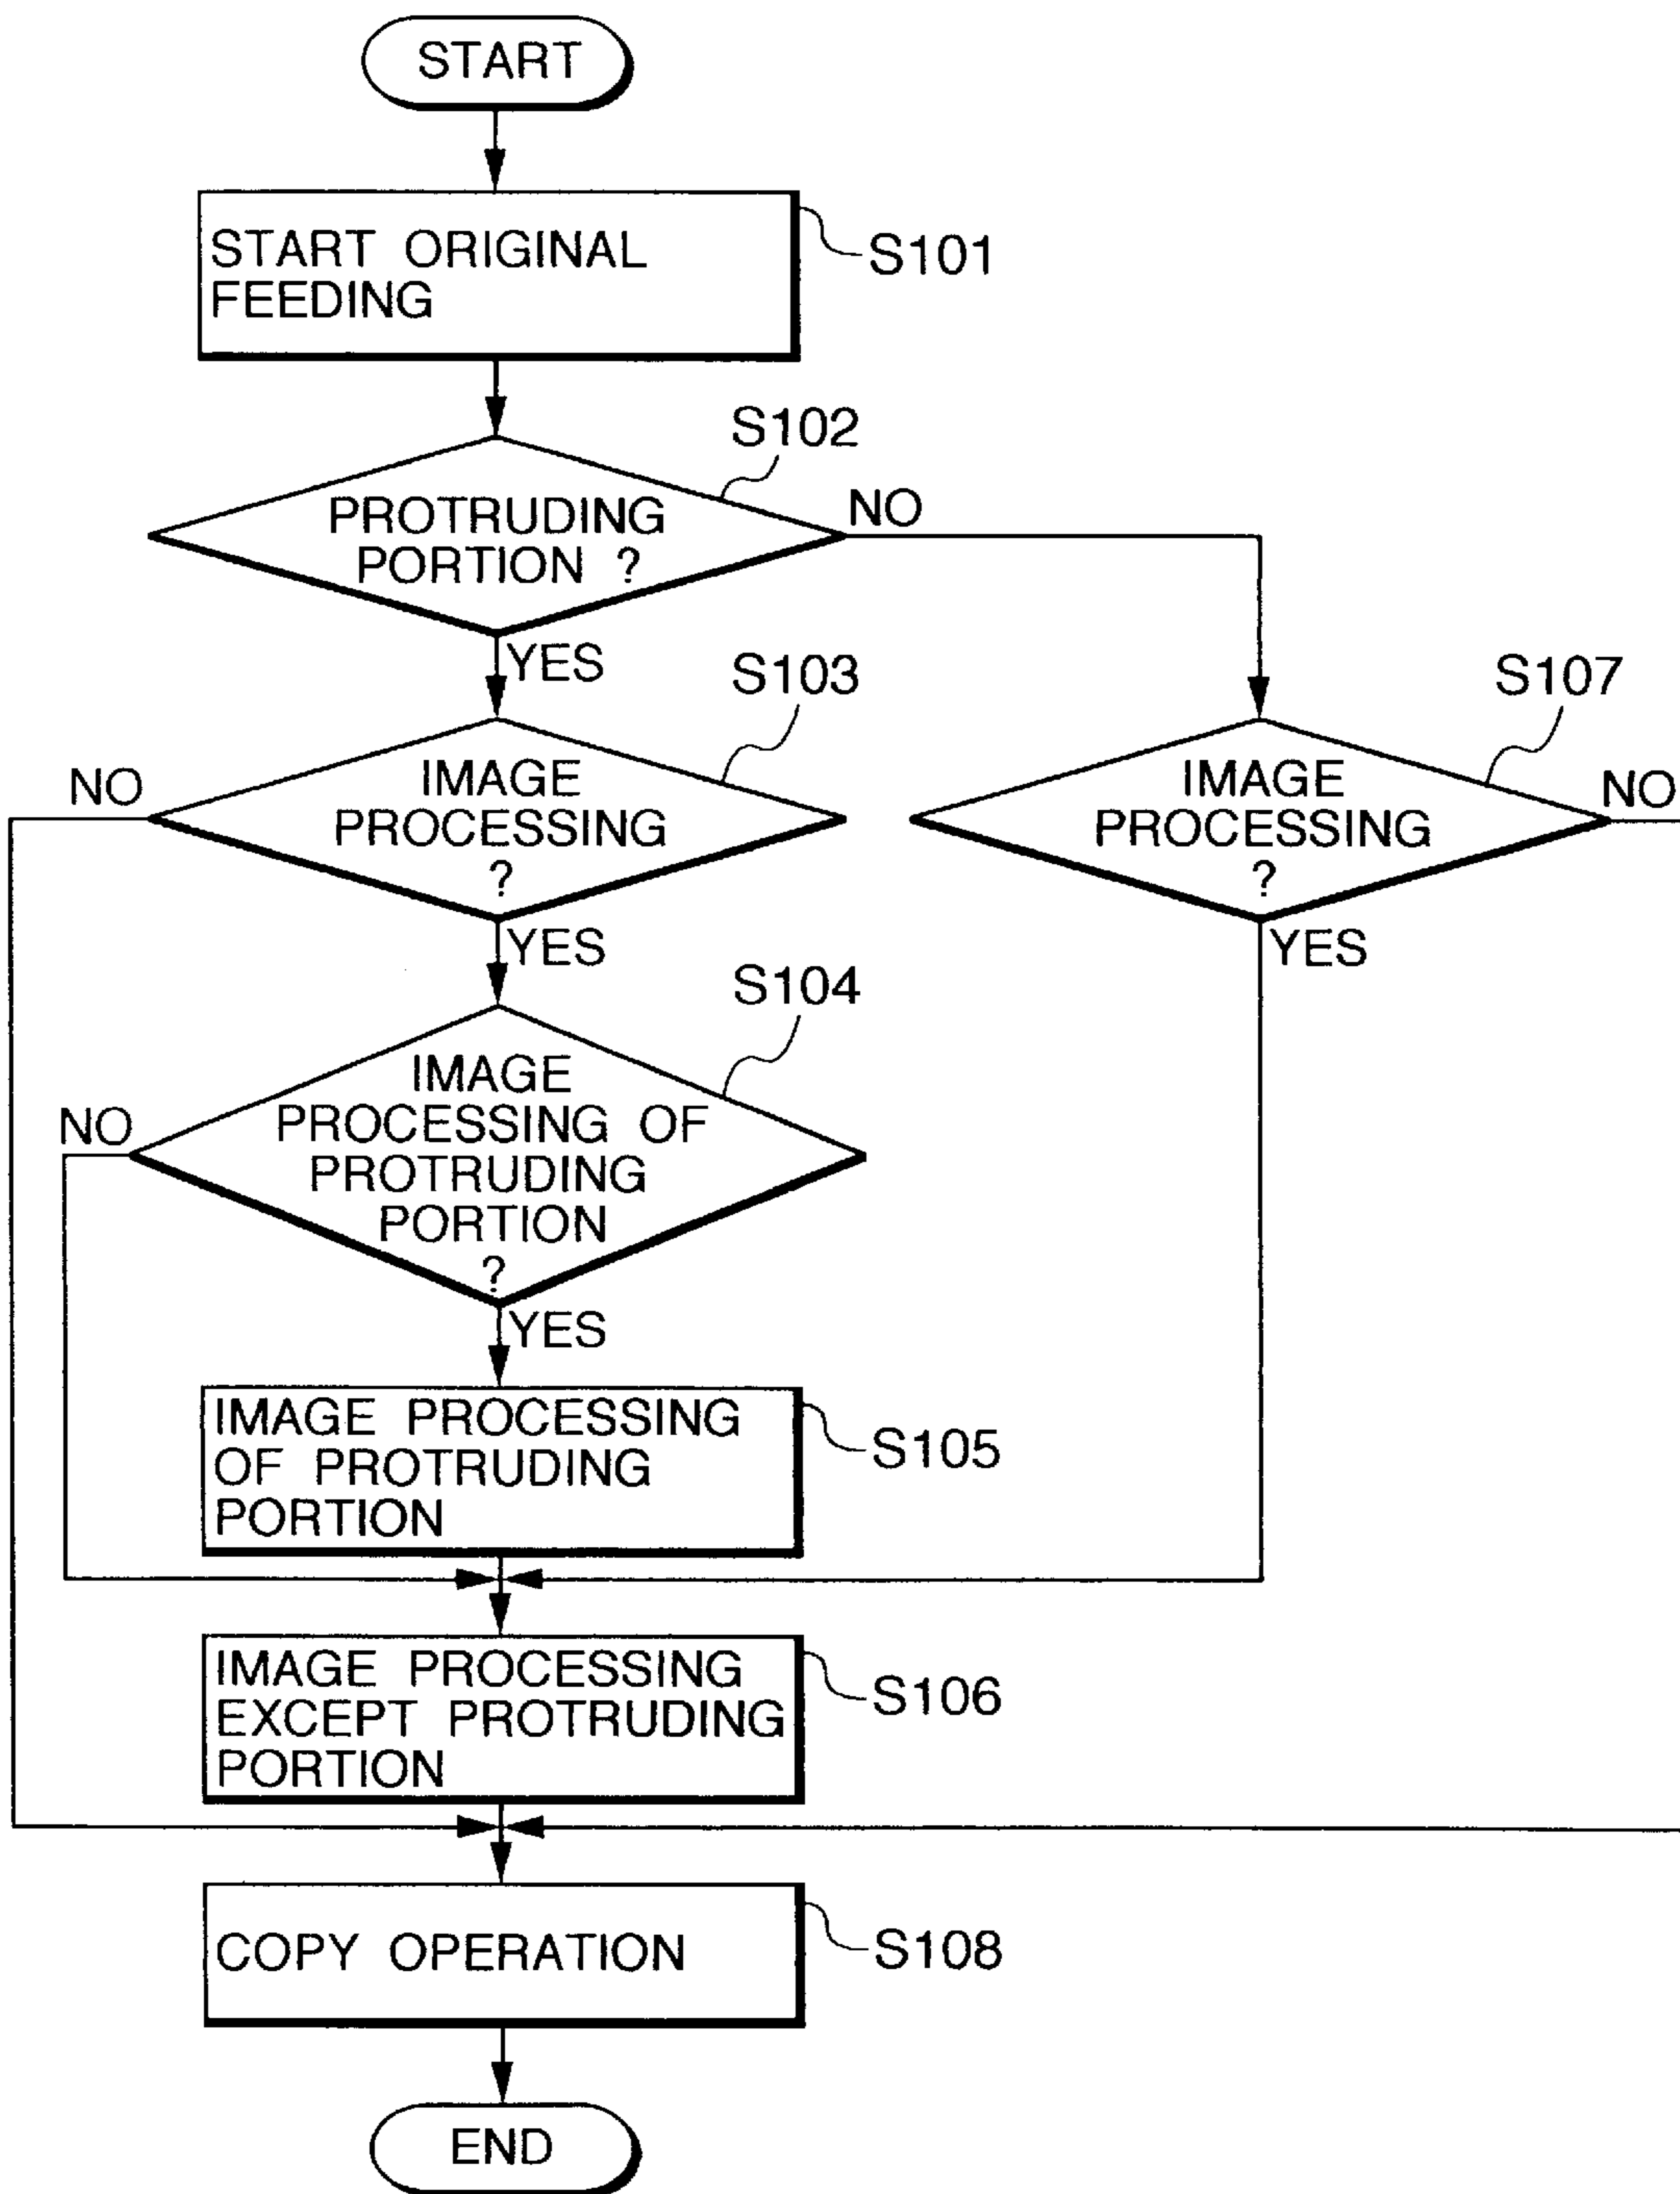 START
START ORIGINAL
FEEDING
S101
S102
PROTRUDING
PORTION ?
NO
YES
S103
S107
NO
IMAGE
PROCESSING
?
IMAGE
PROCESSING
?
NO
YES
YES
S104
NO
IMAGE
PROCESSING OF
PROTRUDING
PORTION
?
YES
IMAGE PROCESSING
OF PROTRUDING
PORTION
S105
IMAGE PROCESSING
EXCEPT PROTRUDING
PORTION
S106
COPY OPERATION
S108
END